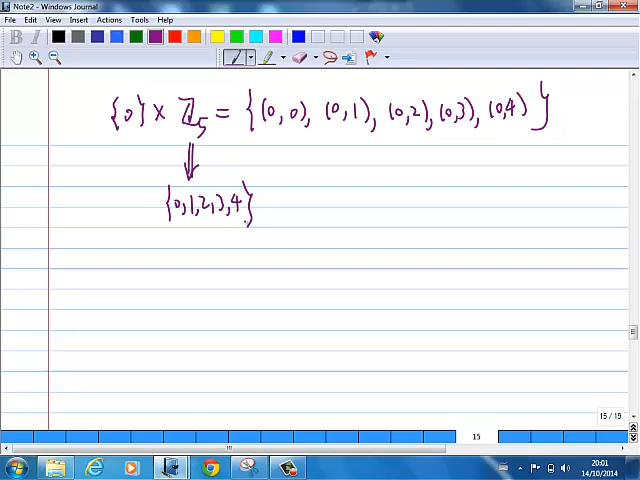 Note2 - Windows Journal
File Edit View Insert Actions Tools Help
B I
{0} × ℤ₅ = {(0,0), (0,1), (0,2), (0,3), (0,4)}
⇓
{0,1,2,3,4}
15 / 19
15
20:01
14/10/2014